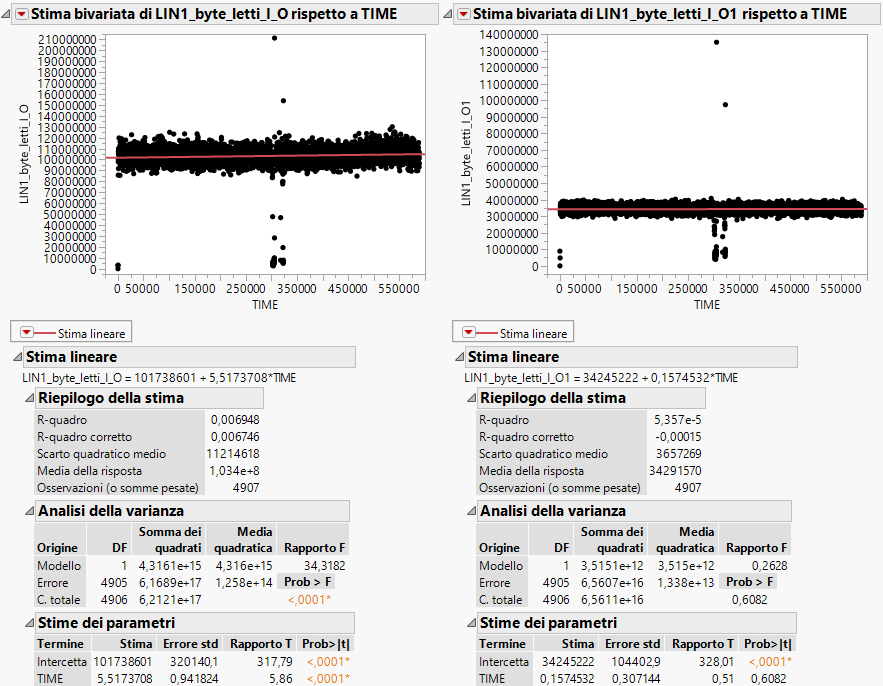 Stima bivariata di LIN1_byte_letti_I_O rispetto a TIME
210000000
200000000
190000000
180000000
170000000
160000000
150000000
140000000
130000000
120000000
110000000
100000000
90000000
80000000
70000000
60000000
50000000
40000000
30000000
20000000
10000000
0
LIN1_byte_letti_I_O
0 50000 150000 250000 350000 450000 550000
TIME
Stima lineare
Stima lineare
LIN1_byte_letti_I_O = 101738601 + 5,5173708*TIME
Riepilogo della stima
R-quadro 0,006948
R-quadro corretto 0,006746
Scarto quadratico medio 11214618
Media della risposta 1,034e+8
Osservazioni (o somme pesate) 4907
Analisi della varianza
Origine DF Somma dei quadrati Media quadratica Rapporto F
Modello 1 4,3161e+15 4,316e+15 34,3182
Errore 4905 6,1689e+17 1,258e+14 Prob > F
C. totale 4906 6,2121e+17 <,0001*
Stime dei parametri
Termine Stima Errore std Rapporto T Prob>|t|
Intercetta 101738601 320140,1 317,79 <,0001*
TIME 5,5173708 0,941824 5,86 <,0001*
Stima bivariata di LIN1_byte_letti_I_O1 rispetto a TIME
140000000
130000000
120000000
110000000
100000000
90000000
80000000
70000000
60000000
50000000
40000000
30000000
20000000
10000000
0
LIN1_byte_letti_I_O1
0 50000 150000 250000 350000 450000 550000
TIME
Stima lineare
Stima lineare
LIN1_byte_letti_I_O1 = 34245222 + 0,1574532*TIME
Riepilogo della stima
R-quadro 5,357e-5
R-quadro corretto -0,00015
Scarto quadratico medio 3657269
Media della risposta 34291570
Osservazioni (o somme pesate) 4907
Analisi della varianza
Origine DF Somma dei quadrati Media quadratica Rapporto F
Modello 1 3,5151e+12 3,515e+12 0,2628
Errore 4905 6,5607e+16 1,338e+13 Prob > F
C. totale 4906 6,5611e+16 0,6082
Stime dei parametri
Termine Stima Errore std Rapporto T Prob>|t|
Intercetta 34245222 104402,9 328,01 <,0001*
TIME 0,1574532 0,307144 0,51 0,6082